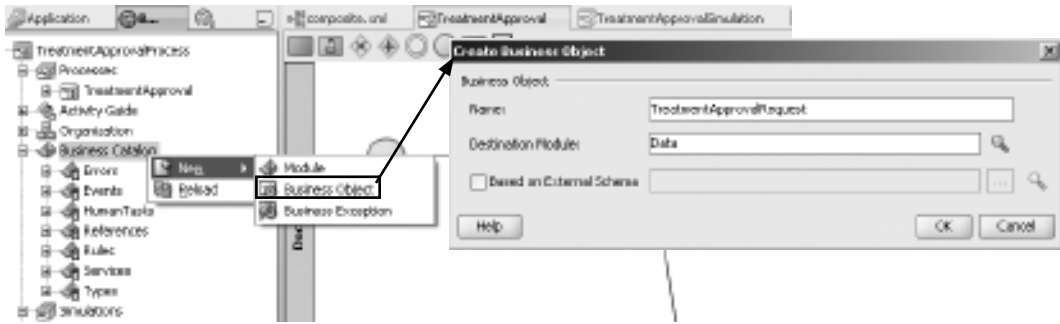 Application
composite.xml
TreatmentApproval
TreatmentApprovalSimulation
TreatmentApprovalProcess
Processes
TreatmentApproval
Activity Guide
Organization
Business Catalog
Errors
Events
HumanTasks
References
Rules
Services
Types
Simulations
New
Reload
Module
Business Object
Business Exception
Create Business Object
Business Object
Name:
TreatmentApprovalRequest
Destination Module:
Data
Based on External Schema
...
Help
OK
Cancel